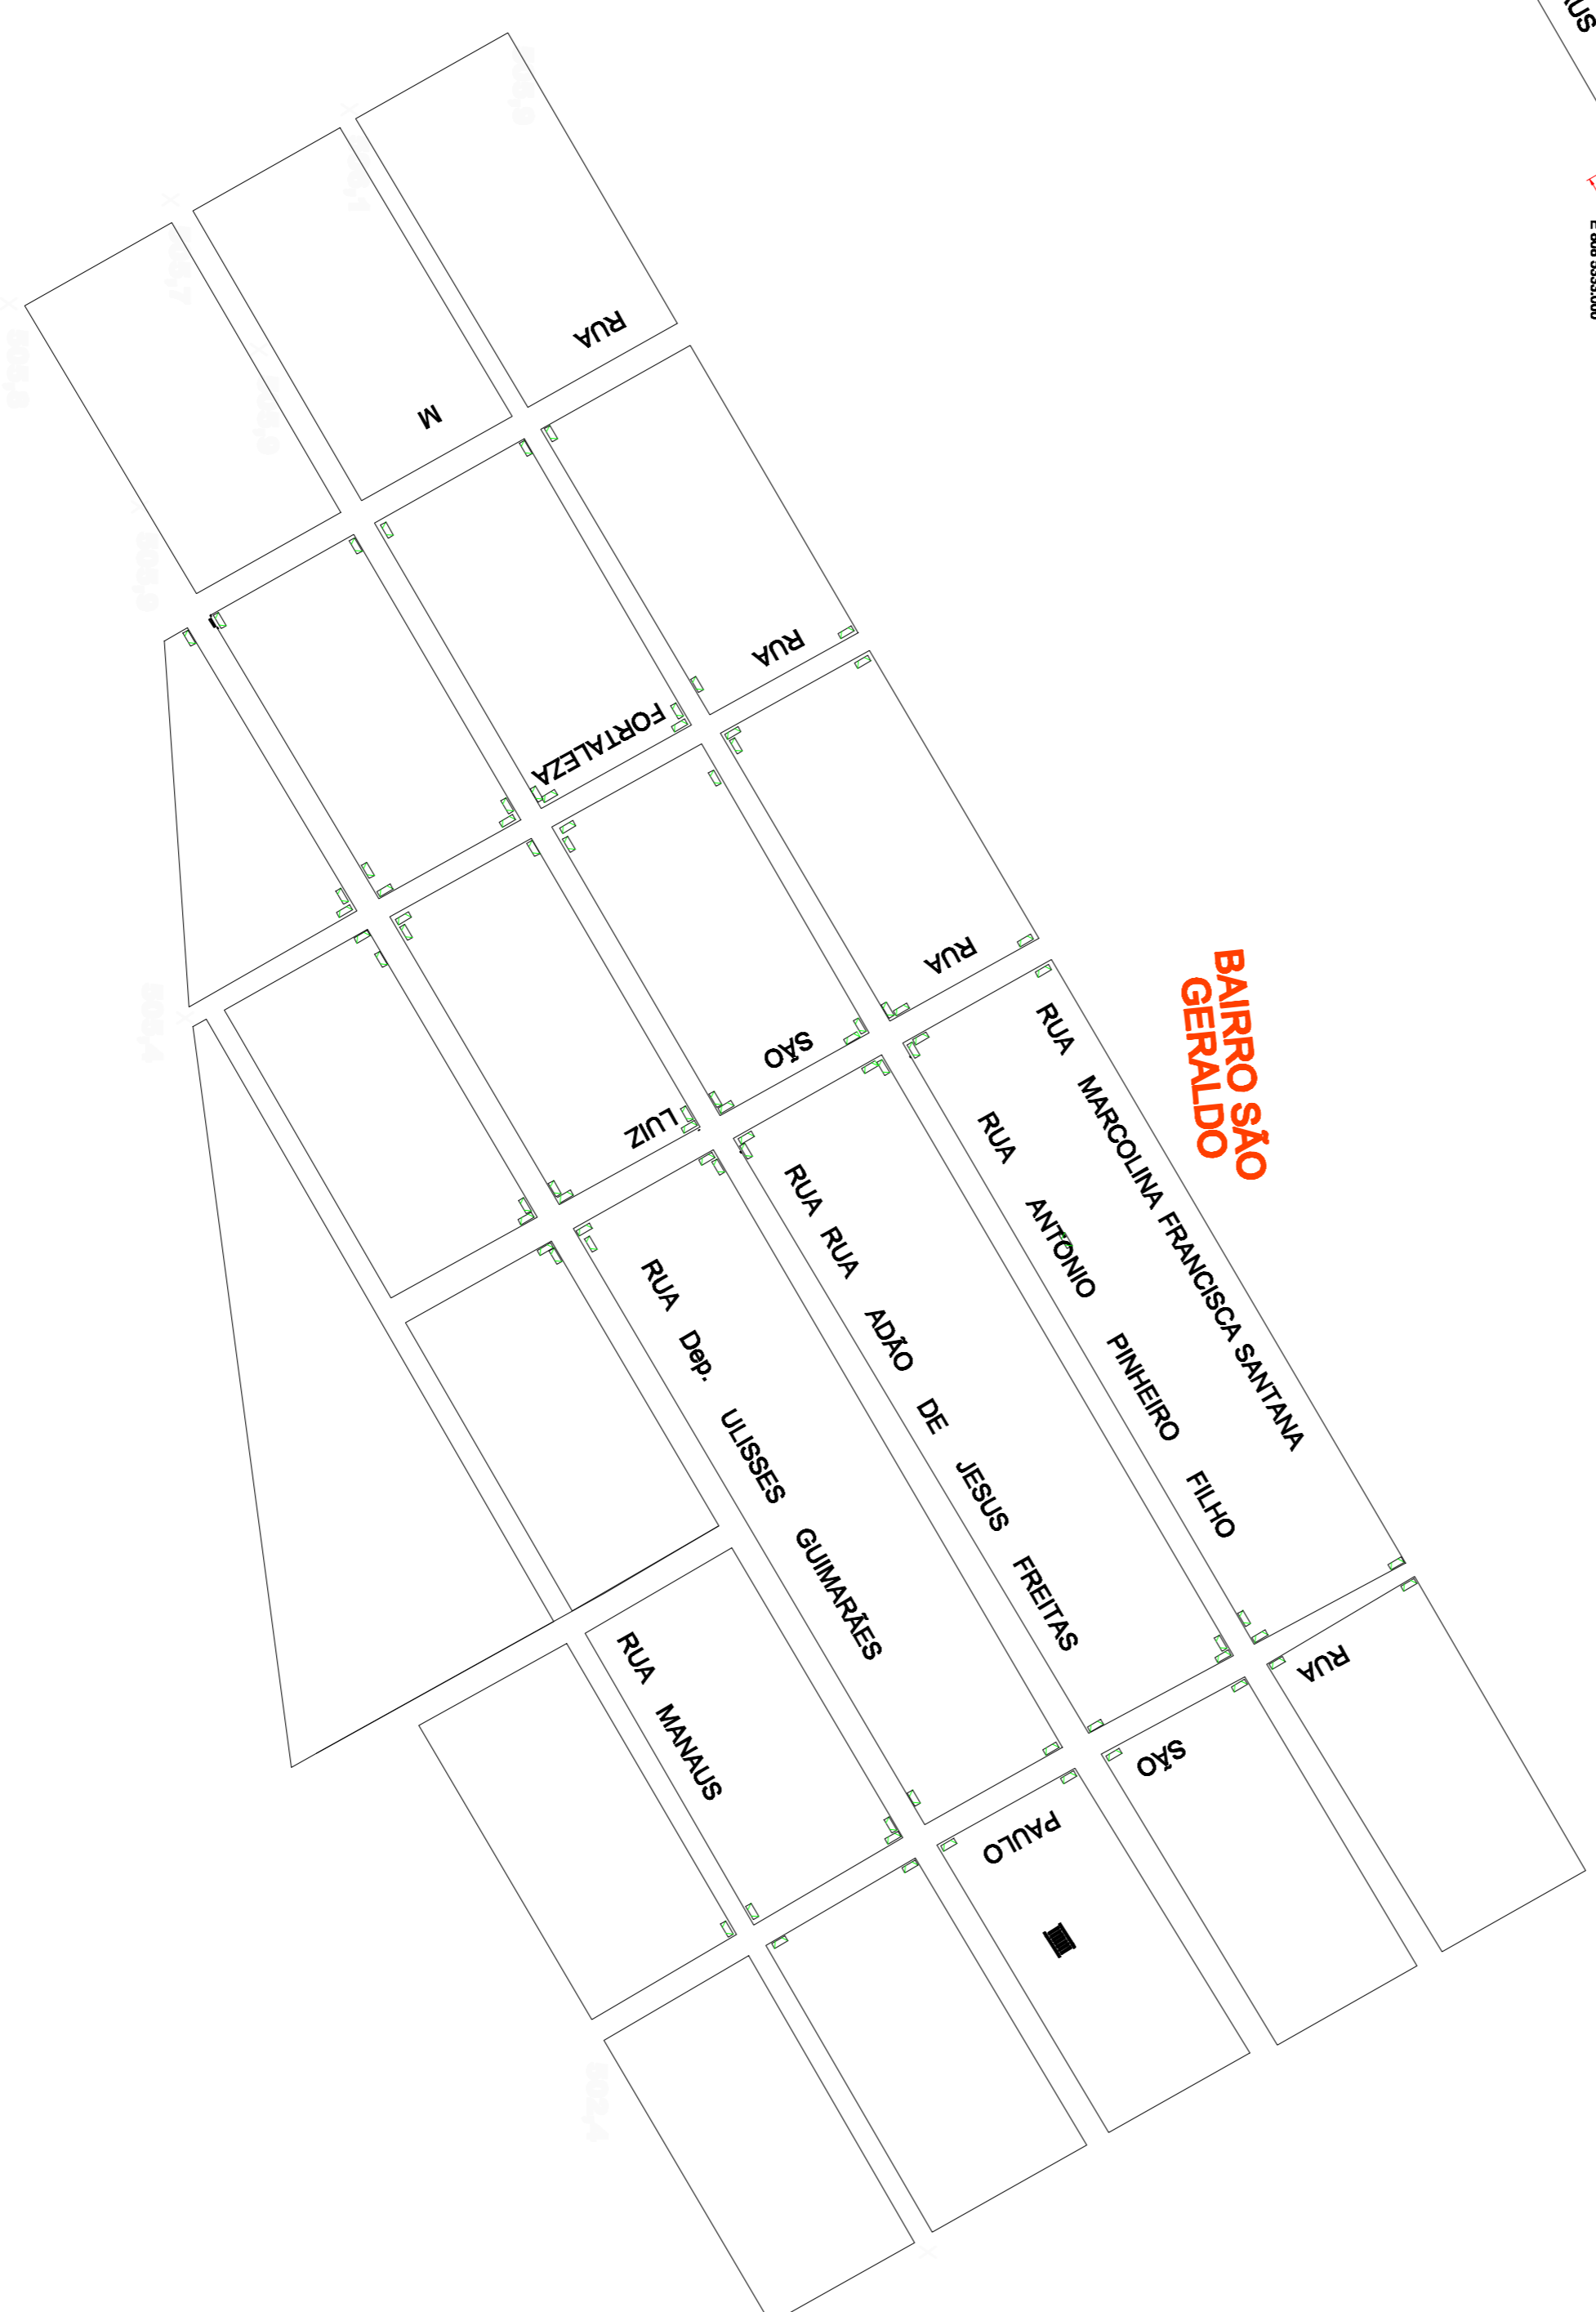 RUA
M
RUA
FORTALEZA
RUA
SÃO
LUIZ
BAIRRO SÃO
GERALDO
RUA MARCOLINA FRANCISCA SANTANA
RUA ANTONIO PINHEIRO FILHO
RUA RUA ADÃO DE JESUS FREITAS
RUA Dep. ULISSES GUIMARÃES
RUA MANAUS
RUA
SÃO
PAULO